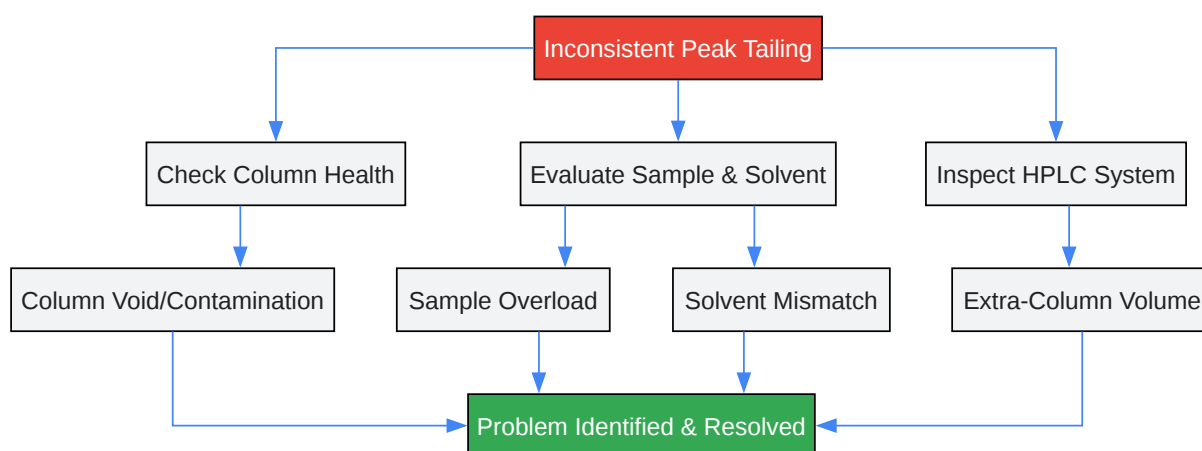 Inconsistent Peak Tailing
Check Column Health
Evaluate Sample & Solvent
Inspect HPLC System
Column Void/Contamination
Sample Overload
Solvent Mismatch
Extra-Column Volume
Problem Identified & Resolved